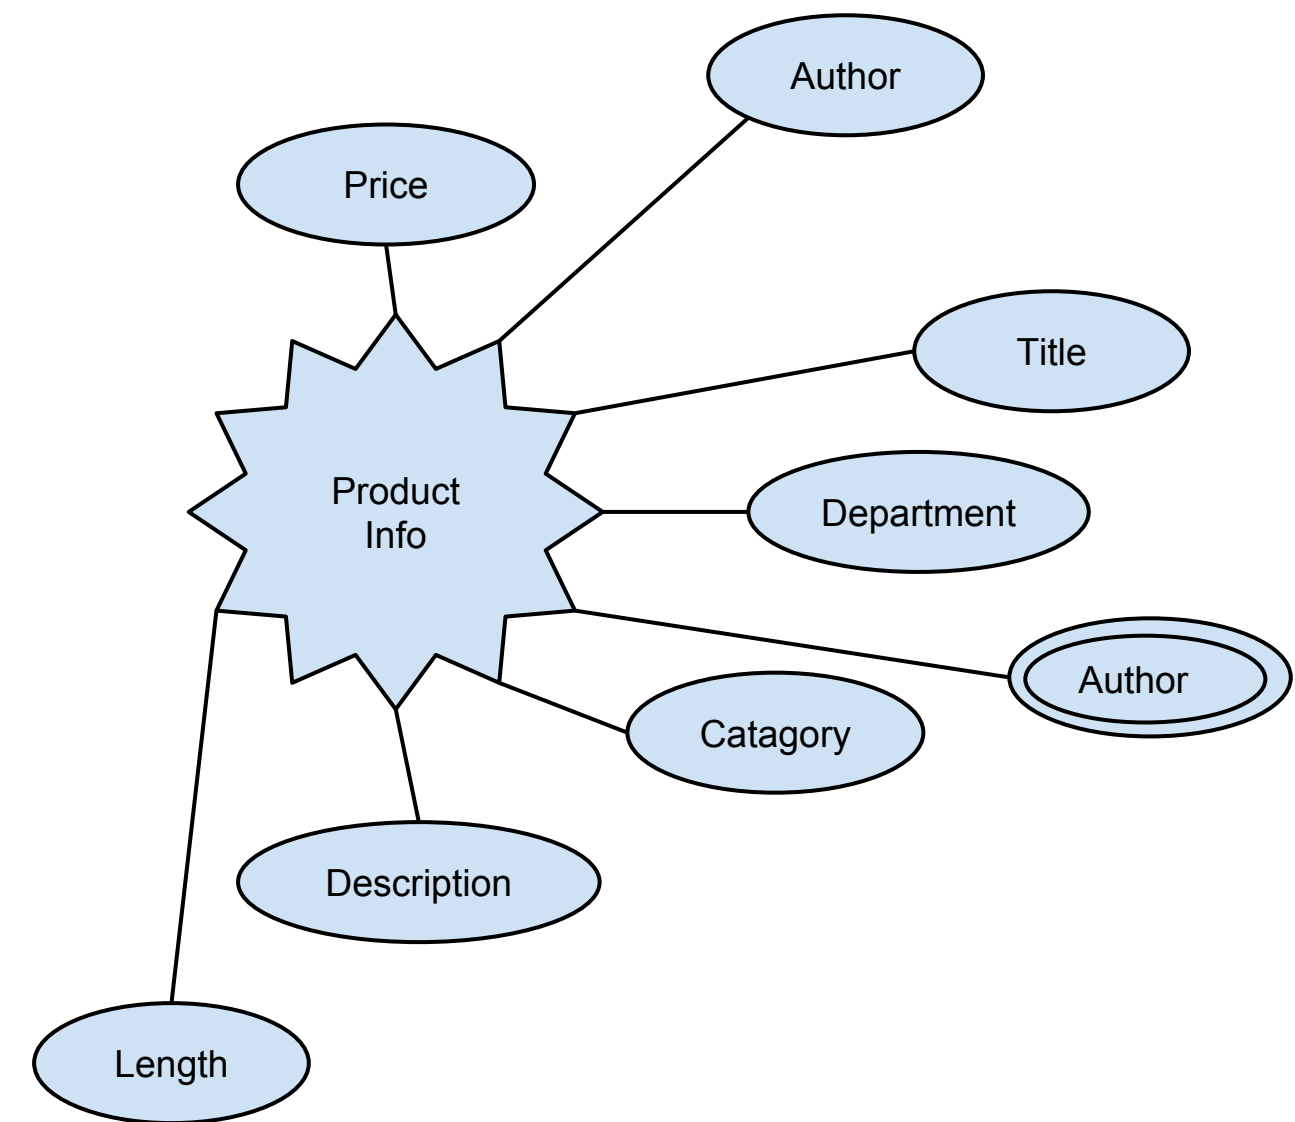 Author
Price
Title
Product
Info
Department
Author
Catagory
Description
Length